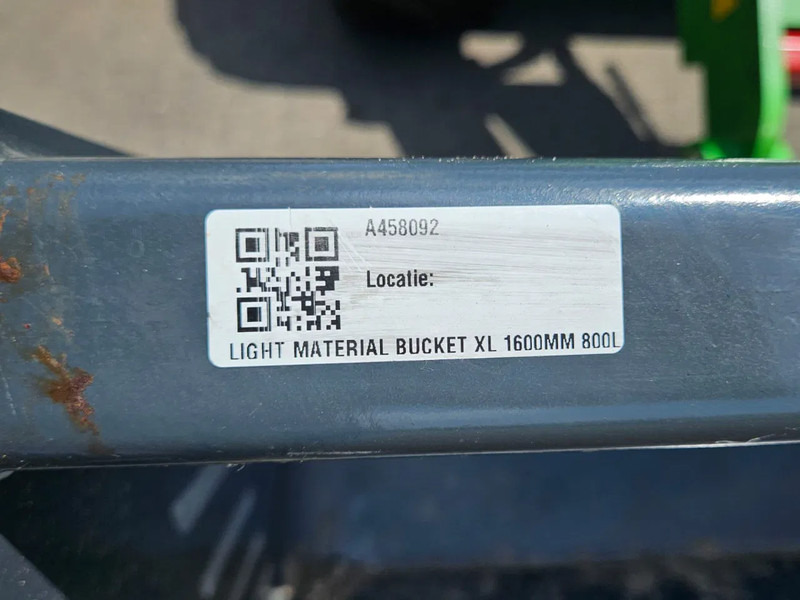 A458092
Locatie:
LIGHT MATERIAL BUCKET XL 1600MM 800L